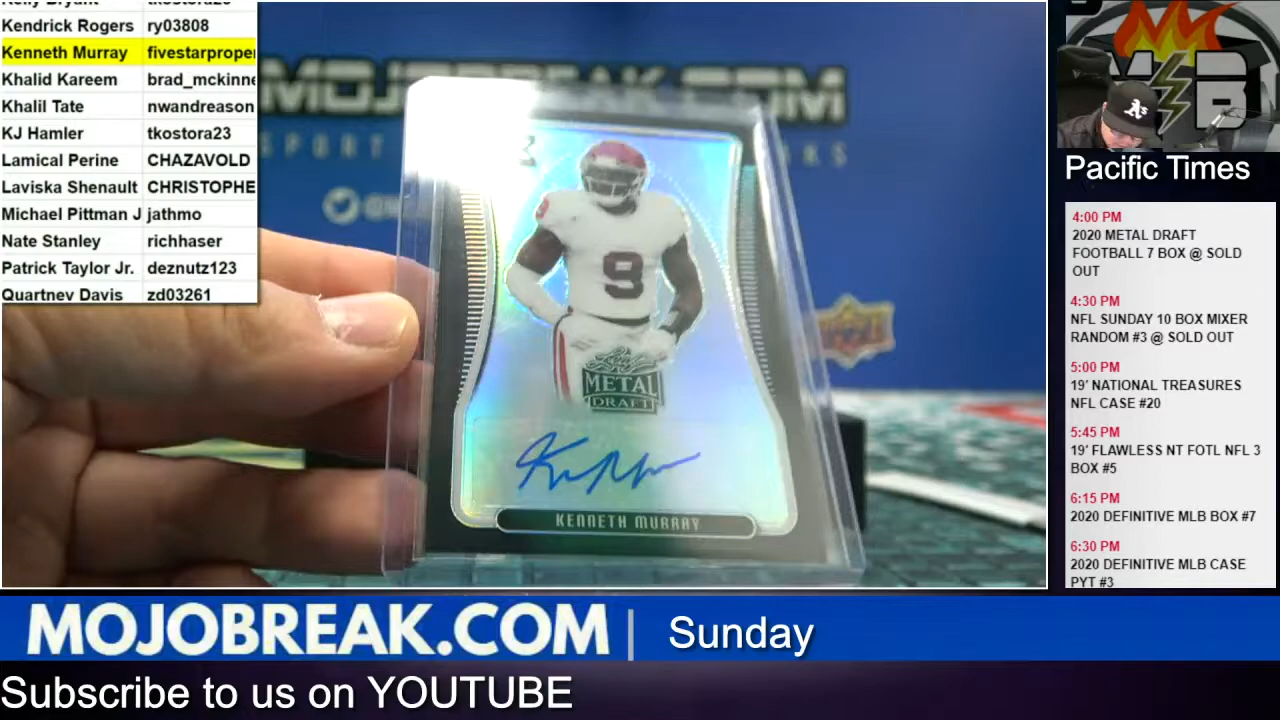 Kendrick Rogers ry03808
Kenneth Murray fivestarprope
Khalid Kareem brad_mckinne
Khalil Tate nwandreason
KJ Hamler tkostora23
Lamical Perine CHAZAVOLD
Laviska Shenault CHRISTOPHE
Michael Pittman J jathmo
Nate Stanley richhaser
Patrick Taylor Jr. deznutz123
Quartney Davis zd03261
MOJOBREAK.COM
9
Leaf
METAL
DRAFT
KENNETH MURRAY
A's
B
Pacific Times
4:00 PM
2020 METAL DRAFT
FOOTBALL 7 BOX @ SOLD
OUT
4:30 PM
NFL SUNDAY 10 BOX MIXER
RANDOM #3 @ SOLD OUT
5:00 PM
19' NATIONAL TREASURES
NFL CASE #20
5:45 PM
19' FLAWLESS NT FOTL NFL 3
BOX #5
6:15 PM
2020 DEFINITIVE MLB BOX #7
6:30 PM
2020 DEFINITIVE MLB CASE
PYT #3
MOJOBREAK.COM | Sunday
Subscribe to us on YOUTUBE